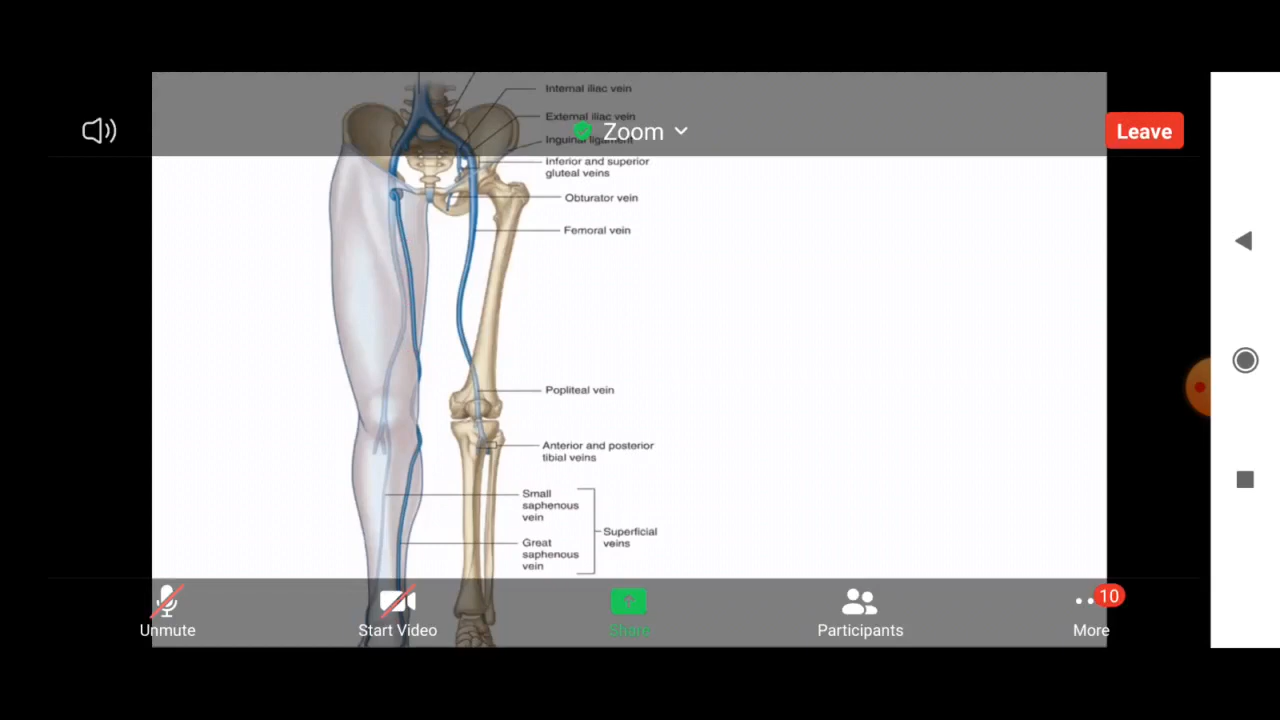 Internal iliac vein
External iliac vein
Zoom
Leave
Inguinal ligament
Inferior and superior
gluteal veins
Obturator vein
Femoral vein
Popliteal vein
Anterior and posterior
tibial veins
Small
saphenous
vein
Superficial
veins
Great
saphenous
vein
10
Unmute
Start Video
Share
Participants
More